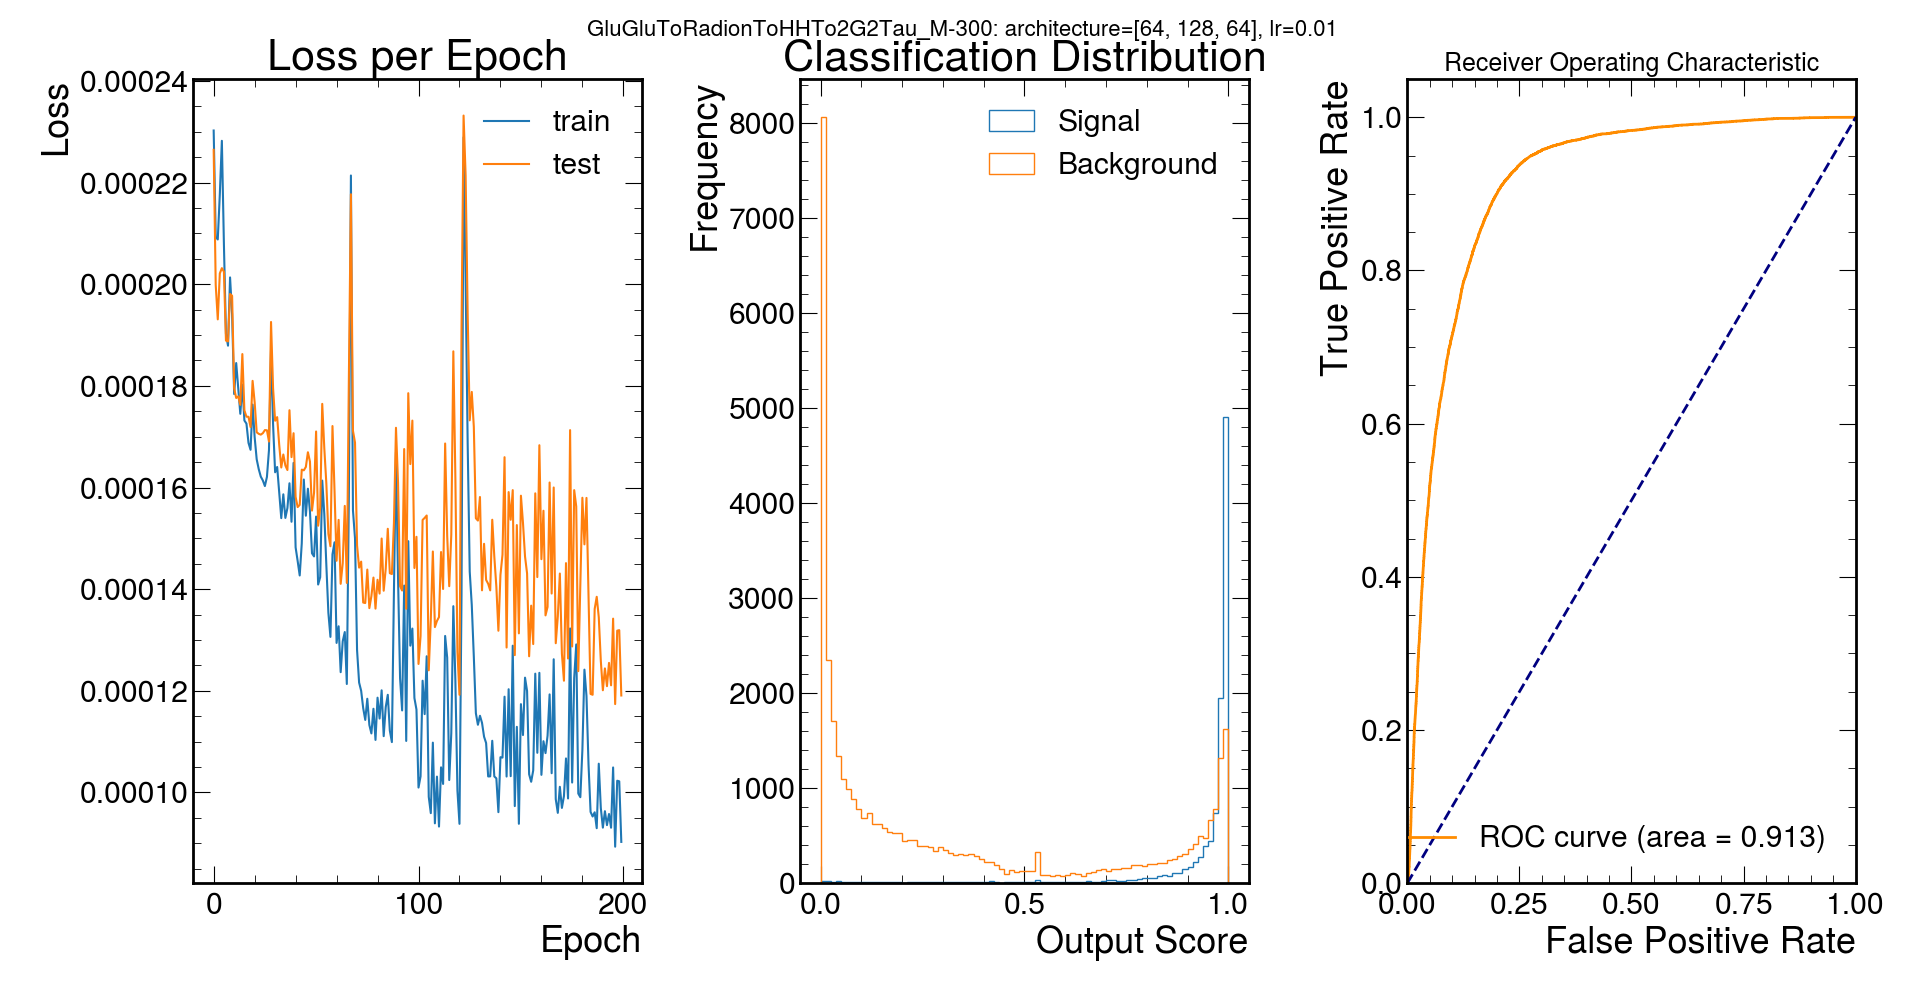 GluGluToRadionToHHTo2G2Tau_M-300: architecture=[64, 128, 64], lr=0.01
Loss per Epoch
Loss
0.00024
0.00022
0.00020
0.00018
0.00016
0.00014
0.00012
0.00010
train
test
0 100 200
Epoch
Classification Distribution
Frequency
8000
7000
6000
5000
4000
3000
2000
1000
0
Signal
Background
0.0 0.5 1.0
Output Score
Receiver Operating Characteristic
True Positive Rate
1.0
0.8
0.6
0.4
0.2
0.0
ROC curve (area = 0.913)
0.00 0.25 0.50 0.75 1.00
False Positive Rate